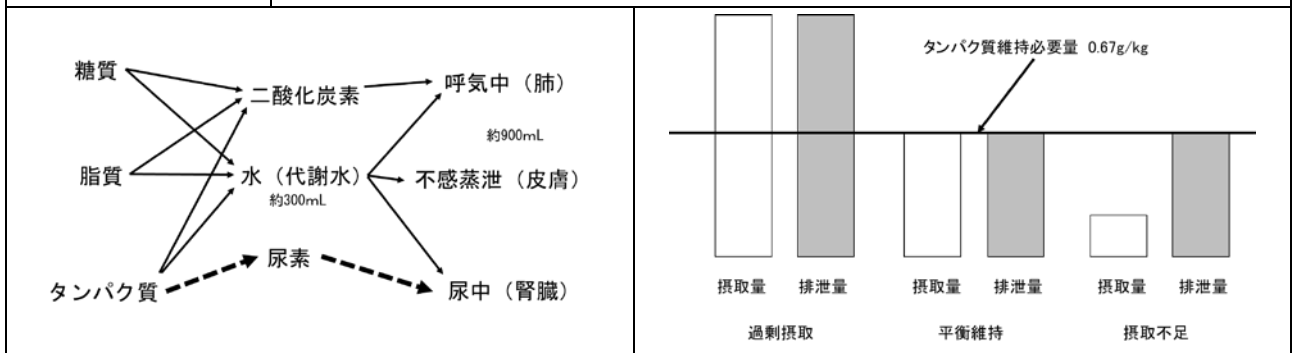 糖質
二酸化炭素
呼気中（肺）
約900mL
脂質
水（代謝水）
約300mL
不感蒸泄（皮膚）
尿素
タンパク質
尿中（腎臓）
タンパク質維持必要量 0.67g/kg
摂取量 排泄量 摂取量 排泄量 摂取量 排泄量
過剰摂取 平衡維持 摂取不足